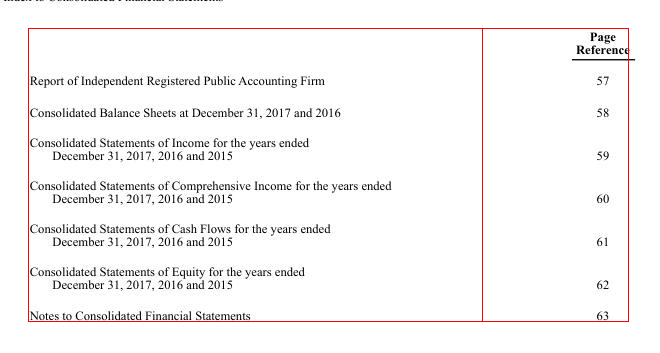 Page
Reference
Report of Independent Registered Public Accounting Firm 57
Consolidated Balance Sheets at December 31, 2017 and 2016 58
Consolidated Statements of Income for the years ended
December 31, 2017, 2016 and 2015 59
Consolidated Statements of Comprehensive Income for the years ended
December 31, 2017, 2016 and 2015 60
Consolidated Statements of Cash Flows for the years ended
December 31, 2017, 2016 and 2015 61
Consolidated Statements of Equity for the years ended
December 31, 2017, 2016 and 2015 62
Notes to Consolidated Financial Statements 63